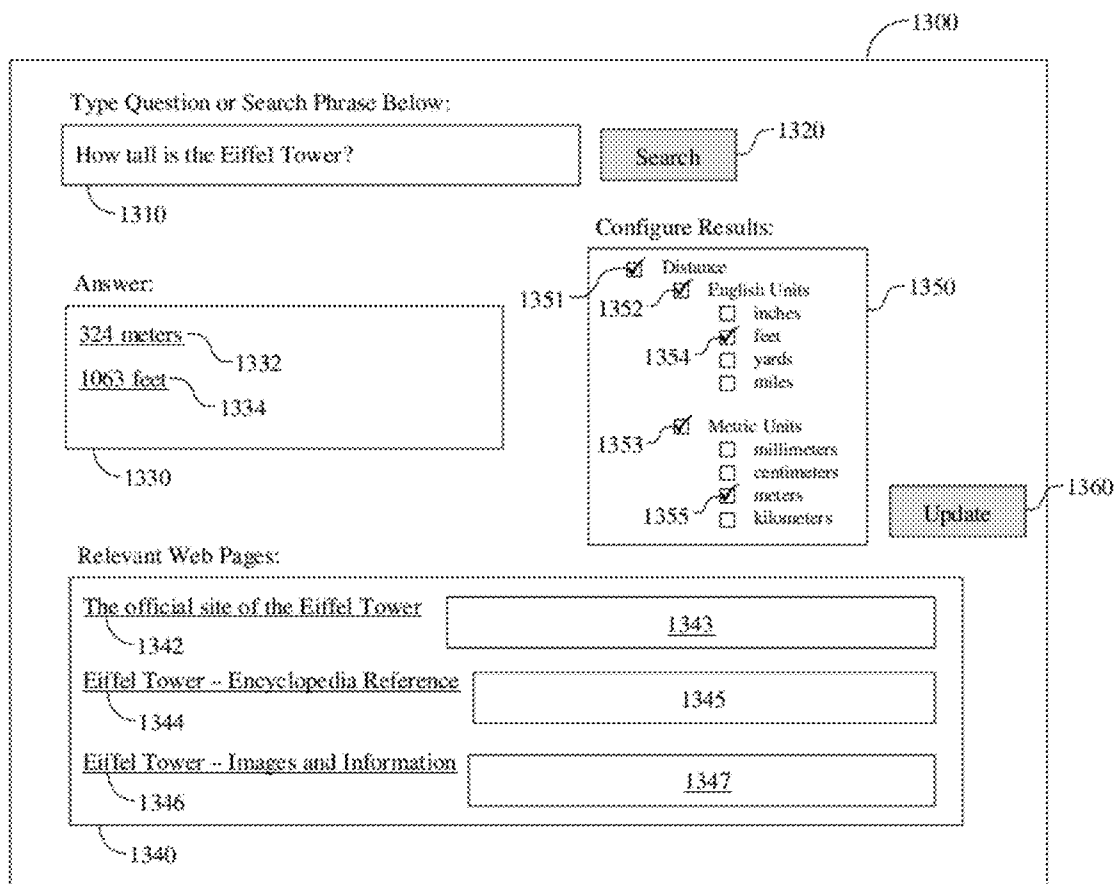 1300
Type Question or Search Phrase Below:
How tall is the Eiffel Tower?
Search
1320
1310
Configure Results:
Answer:
1351
Distance
1350
1352
English Units
inches
324 meters
1332
1354
feet
yards
1063 feet
1334
miles
1353
Metric Units
millimeters
centimeters
1330
1355
meters
1360
kilometers
Update
Relevant Web Pages:
The official site of the Eiffel Tower
1343
1342
Eiffel Tower – Encyclopedia Reference
1345
1344
Eiffel Tower – Images and Information
1347
1346
1340